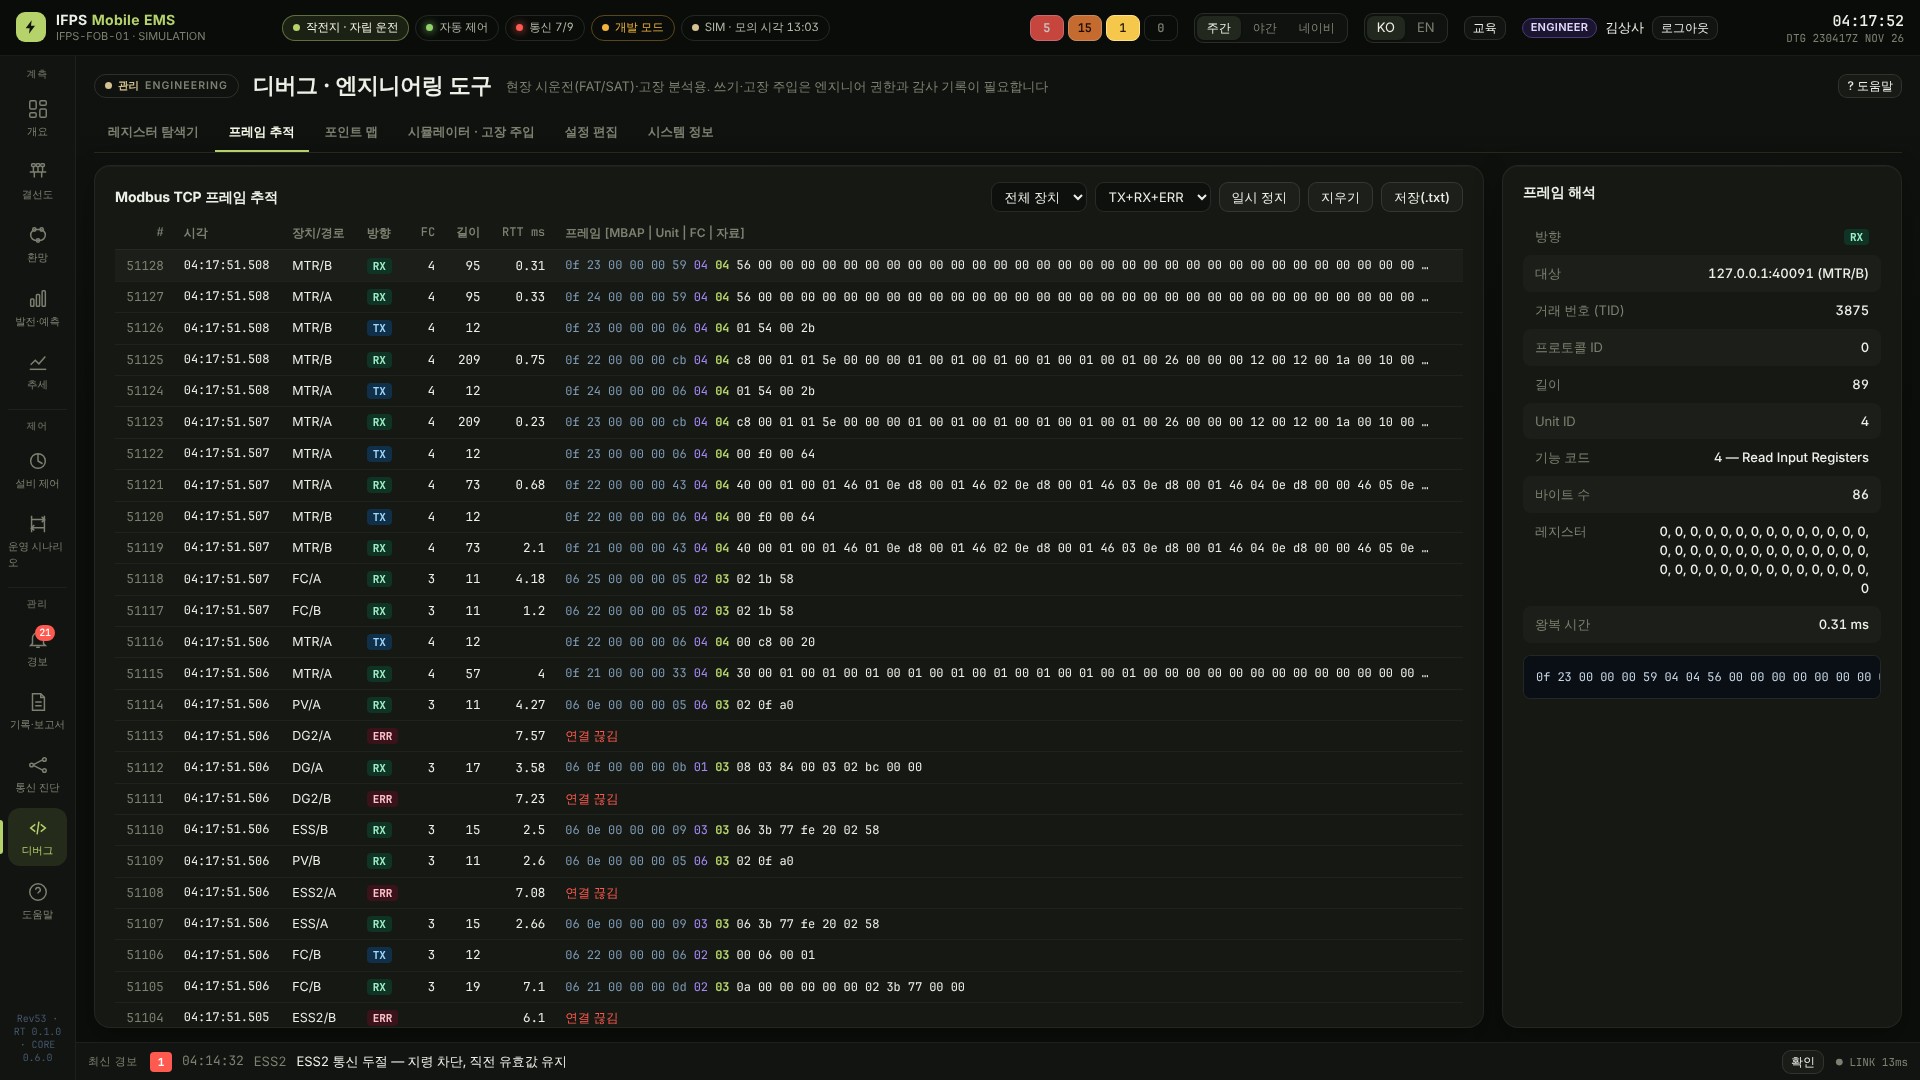 IFPS Mobile EMS
IFPS-FOB-01 · SIMULATION
작전지 · 자립 운전
자동 제어
통신 7/9
개발 모드
SIM · 모의 시각 13:03
5
15
1
0
주간
야간
네이비
KO
EN
교육
ENGINEER
김상사
로그아웃
04:17:52
DTG 230417Z NOV 26
계측
개요
결선도
환망
발전·예측
추세
제어
설비 제어
운영 시나리
오
관리
21
경보
기록·보고서
통신 진단
디버그
도움말
RevS3 ·
RT 0.1.0
· CORE
0.6.0
관리 ENGINEERING
디버그 · 엔지니어링 도구
현장 시운전(FAT/SAT)·고장 분석용. 쓰기·고장 주입은 엔지니어 권한과 감사 기록이 필요합니다
? 도움말
레지스터 탐색기
프레임 추적
포인트 맵
시뮬레이터 · 고장 주입
설정 편집
시스템 정보
Modbus TCP 프레임 추적
전체 장치
TX+RX+ERR
일시 정지
지우기
저장(.txt)
# 시각 장치/경로 방향 FC 길이 RTT ms 프레임 [MBAP | Unit | FC | 자료]
51128 04:17:51.508 MTR/B RX 4 95 0.31 0f 23 00 00 00 59 04 04 56 00 00 00 00 00 00 00 00 00 00 00 00 00 00 00 00 00 00 00 00 00 00 00 00 00 00 00 00 00 00 00 …
51127 04:17:51.508 MTR/A RX 4 95 0.33 0f 24 00 00 00 59 04 04 56 00 00 00 00 00 00 00 00 00 00 00 00 00 00 00 00 00 00 00 00 00 00 00 00 00 00 00 00 00 00 00 …
51126 04:17:51.508 MTR/B TX 4 12 0f 23 00 00 00 06 04 04 01 54 00 2b
51125 04:17:51.508 MTR/B RX 4 209 0.75 0f 22 00 00 00 cb 04 04 c8 00 01 01 5e 00 00 00 01 00 01 00 01 00 01 00 01 00 01 00 26 00 00 00 12 00 12 00 1a 00 10 00 …
51124 04:17:51.508 MTR/A TX 4 12 0f 24 00 00 00 06 04 04 01 54 00 2b
51123 04:17:51.507 MTR/A RX 4 209 0.23 0f 23 00 00 00 cb 04 04 c8 00 01 01 5e 00 00 00 01 00 01 00 01 00 01 00 01 00 01 00 26 00 00 00 12 00 12 00 1a 00 10 00 …
51122 04:17:51.507 MTR/A TX 4 12 0f 23 00 00 00 06 04 04 00 f0 00 64
51121 04:17:51.507 MTR/A RX 4 73 0.68 0f 22 00 00 00 43 04 04 40 00 01 00 01 46 01 0e d8 00 01 46 02 0e d8 00 01 46 03 0e d8 00 01 46 04 0e d8 00 00 46 05 0e …
51120 04:17:51.507 MTR/B TX 4 12 0f 22 00 00 00 06 04 04 00 f0 00 64
51119 04:17:51.507 MTR/B RX 4 73 2.1 0f 21 00 00 00 43 04 04 40 00 01 00 01 46 01 0e d8 00 01 46 02 0e d8 00 01 46 03 0e d8 00 01 46 04 0e d8 00 00 46 05 0e …
51118 04:17:51.507 FC/A RX 3 11 4.18 06 25 00 00 00 05 02 03 02 1b 58
51117 04:17:51.507 FC/B RX 3 11 1.2 06 22 00 00 00 05 02 03 02 1b 58
51116 04:17:51.506 MTR/A TX 4 12 0f 22 00 00 00 06 04 04 00 c8 00 20
51115 04:17:51.506 MTR/A RX 4 57 4 0f 21 00 00 00 33 04 04 30 00 01 00 01 00 01 00 01 00 01 00 01 00 01 00 01 00 01 00 00 00 00 00 00 00 00 00 00 00 00 00 …
51114 04:17:51.506 PV/A RX 3 11 4.27 06 0e 00 00 00 05 06 03 02 0f a0
51113 04:17:51.506 DG2/A ERR 7.57 연결 끊김
51112 04:17:51.506 DG/A RX 3 17 3.58 06 0f 00 00 00 0b 01 03 08 03 84 00 03 02 bc 00 00
51111 04:17:51.506 DG2/B ERR 7.23 연결 끊김
51110 04:17:51.506 ESS/B RX 3 15 2.5 06 0e 00 00 00 09 03 03 06 3b 77 fe 20 02 58
51109 04:17:51.506 PV/B RX 3 11 2.6 06 0e 00 00 00 05 06 03 02 0f a0
51108 04:17:51.506 ESS2/A ERR 7.08 연결 끊김
51107 04:17:51.506 ESS/A RX 3 15 2.66 06 0e 00 00 00 09 03 03 06 3b 77 fe 20 02 58
51106 04:17:51.506 FC/B TX 3 12 06 22 00 00 00 06 02 03 00 06 00 01
51105 04:17:51.506 FC/B RX 3 19 7.1 06 21 00 00 00 0d 02 03 0a 00 00 00 00 00 02 3b 77 00 00
51104 04:17:51.505 ESS2/B ERR 6.1 연결 끊김
프레임 해석
방향 RX
대상 127.0.0.1:40091 (MTR/B)
거래 번호 (TID) 3875
프로토콜 ID 0
길이 89
Unit ID 4
기능 코드 4 — Read Input Registers
바이트 수 86
레지스터 0, 0, 0, 0, 0, 0, 0, 0, 0, 0, 0, 0, 0, 0,
0, 0, 0, 0, 0, 0, 0, 0, 0, 0, 0, 0, 0, 0,
0, 0, 0, 0, 0, 0, 0, 0, 0, 0, 0, 0, 0, 0,
0
왕복 시간 0.31 ms
0f 23 00 00 00 59 04 04 56 00 00 00 00 00 00 00
최신 경보
1
04:14:32
ESS2
ESS2 통신 두절 — 지령 차단, 직전 유효값 유지
확인
LINK 13ms